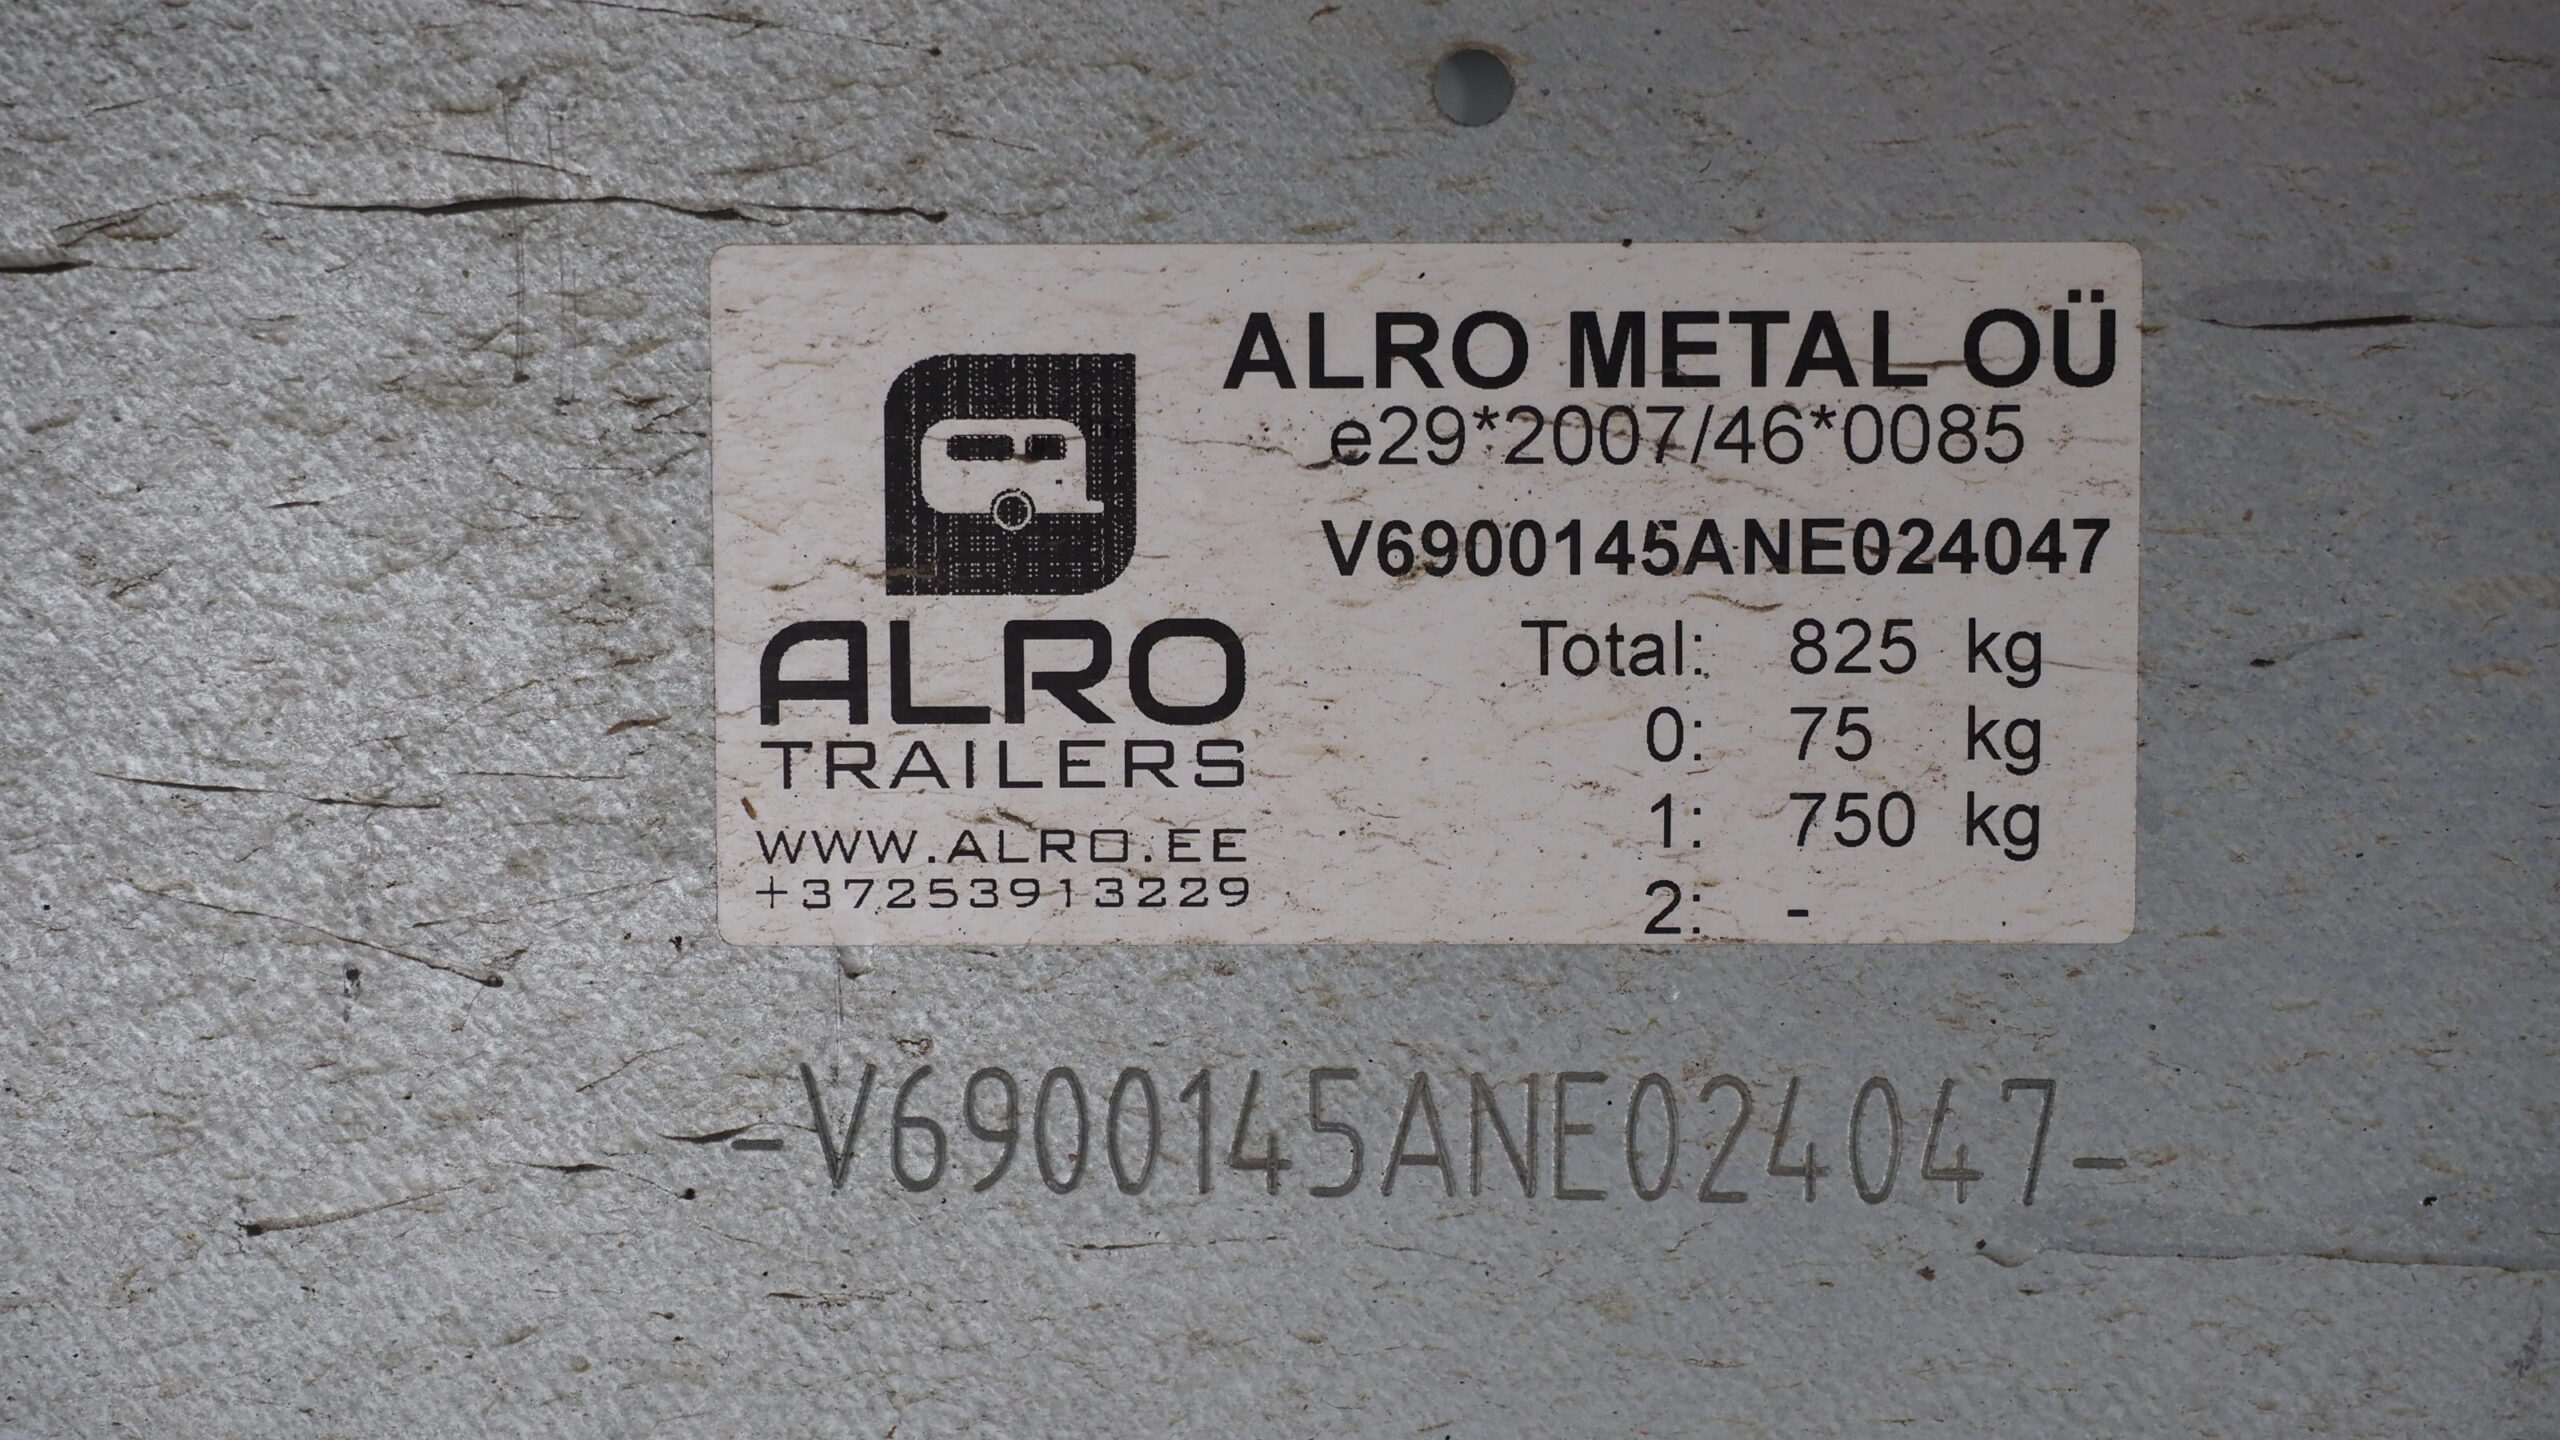 ALRO METAL OÜ
e29*2007/46*0085
V6900145ANE024047
Total: 825 kg
0: 75 kg
1: 750 kg
2: -
ALRO
TRAILERS
WWW.ALRO.EE
+37253913229
-V6900145ANE024047-